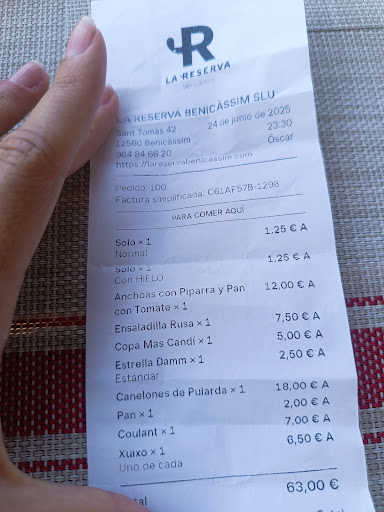 R
LA RESERVA
LA RESERVA BENICÀSSIM SLU
Sant Tomàs 42 24 de junio de 2025
12560 Benicàssim 23:30
964 84 66 20 Óscar
https://lareservabenicassim.com
Pedido: 100
Factura simplificada: C61AF57B-1298
PARA COMER AQUÍ
Solo × 1 1,25 € A
Normal
Solo × 1 1,25 € A
Con HIELO
Anchoas con Piparra y Pan 12,00 € A
con Tomate × 1
Ensaladilla Rusa × 1 7,50 € A
Copa Mas Candí × 1 5,00 € A
Estrella Damm × 1 2,50 € A
Estándar
Canelones de Pularda × 1 18,00 € A
Pan × 1 2,00 € A
Coulant × 1 7,00 € A
Xuixo × 1 6,50 € A
Uno de cada
63,00 €